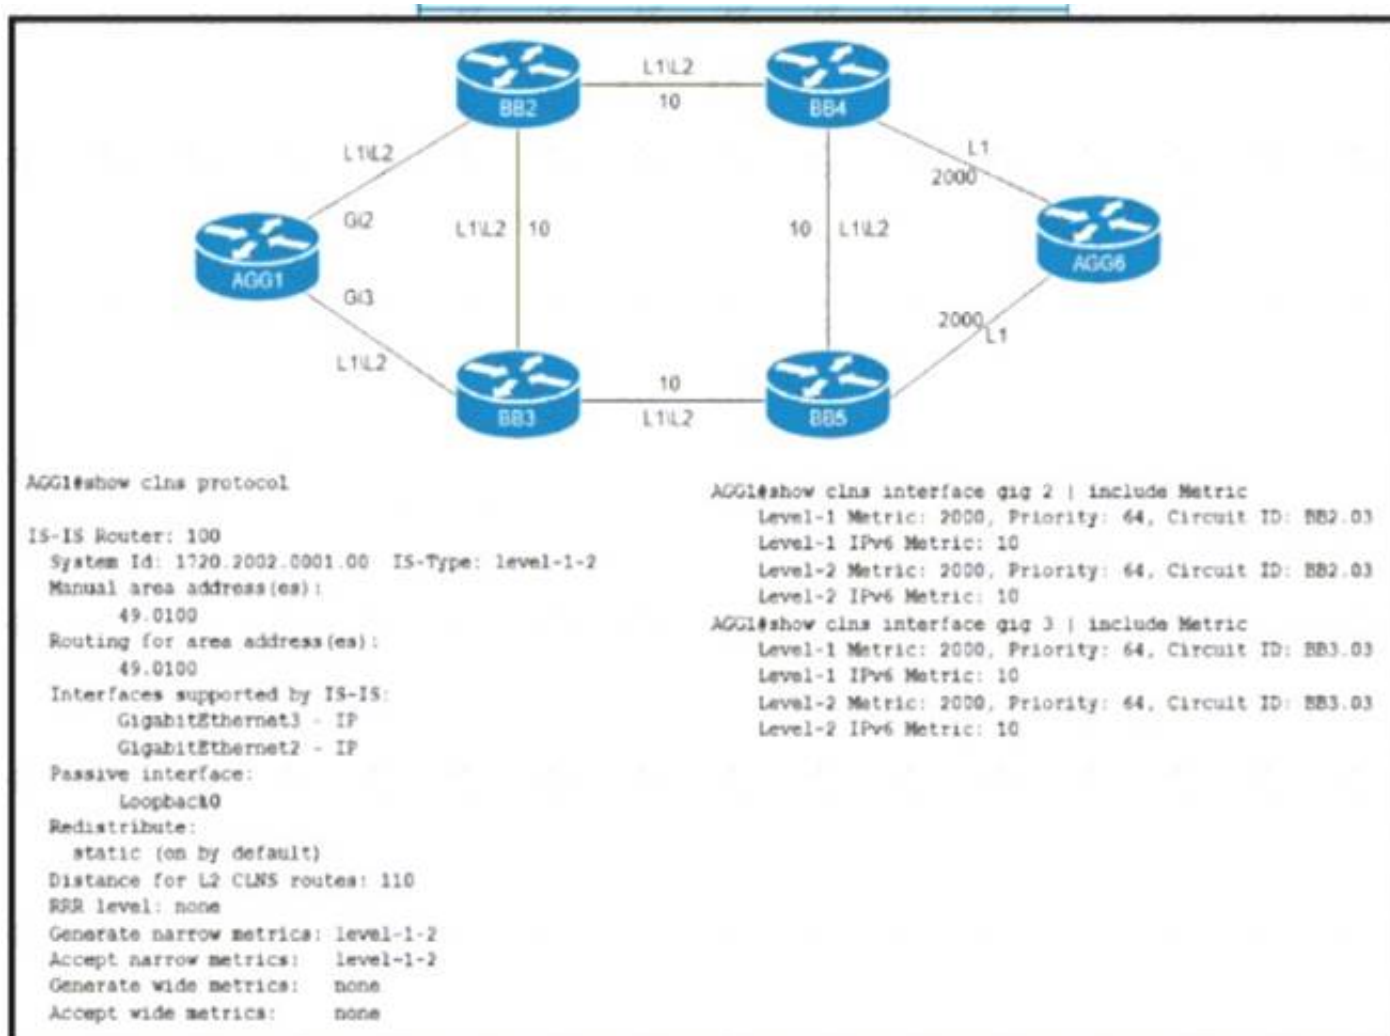 L1\L2
BB2
10
BB4
L1\L2
L1
2000
Gi2
L1\L2
10
10
L1\L2
AGG1
AGG6
Gi3
2000
L1
L1\L2
10
BB3
L1\L2
BB5
AGG1#show clns protocol
IS-IS Router: 100
System Id: 1720.2002.0001.00 IS-Type: level-1-2
Manual area address(es):
49.0100
Routing for area address(es):
49.0100
Interfaces supported by IS-IS:
GigabitEthernet3 - IP
GigabitEthernet2 - IP
Passive interface:
Loopback0
Redistribute:
static (on by default)
Distance for L2 CLNS routes: 110
RRR level: none
Generate narrow metrics: level-1-2
Accept narrow metrics: level-1-2
Generate wide metrics: none
Accept wide metrics: none
AGG1#show clns interface gig 2 | include Metric
Level-1 Metric: 2000, Priority: 64, Circuit ID: BB2.03
Level-1 IPv6 Metric: 10
Level-2 Metric: 2000, Priority: 64, Circuit ID: BB2.03
Level-2 IPv6 Metric: 10
AGG1#show clns interface gig 3 | include Metric
Level-1 Metric: 2000, Priority: 64, Circuit ID: BB3.03
Level-1 IPv6 Metric: 10
Level-2 Metric: 2000, Priority: 64, Circuit ID: BB3.03
Level-2 IPv6 Metric: 10